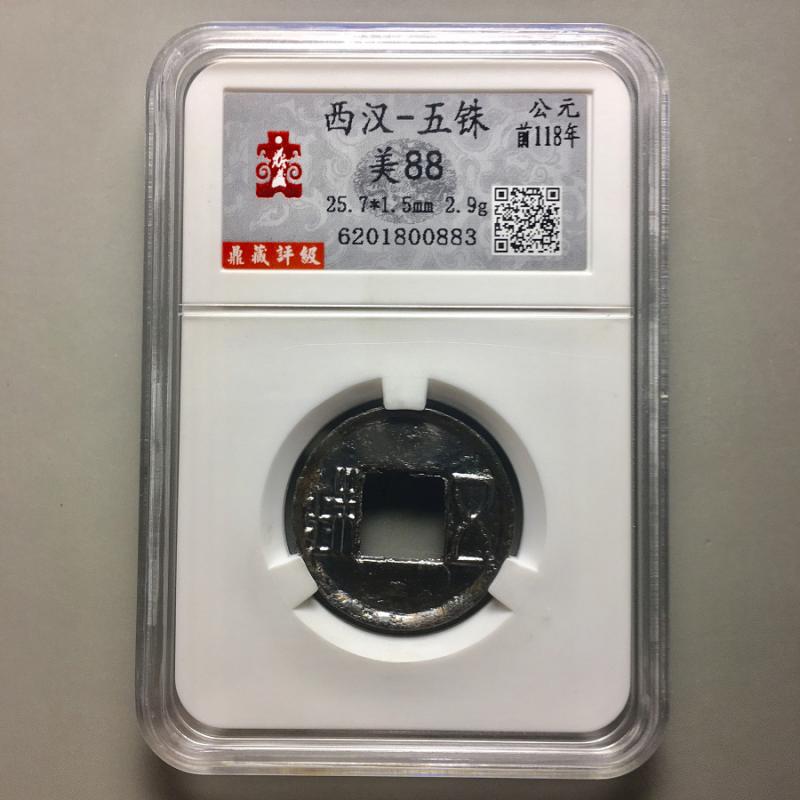 西汉-五铢
公元
前118年
美88
25.7*1.5mm 2.9g
6201800883
鼎藏評級
五銖